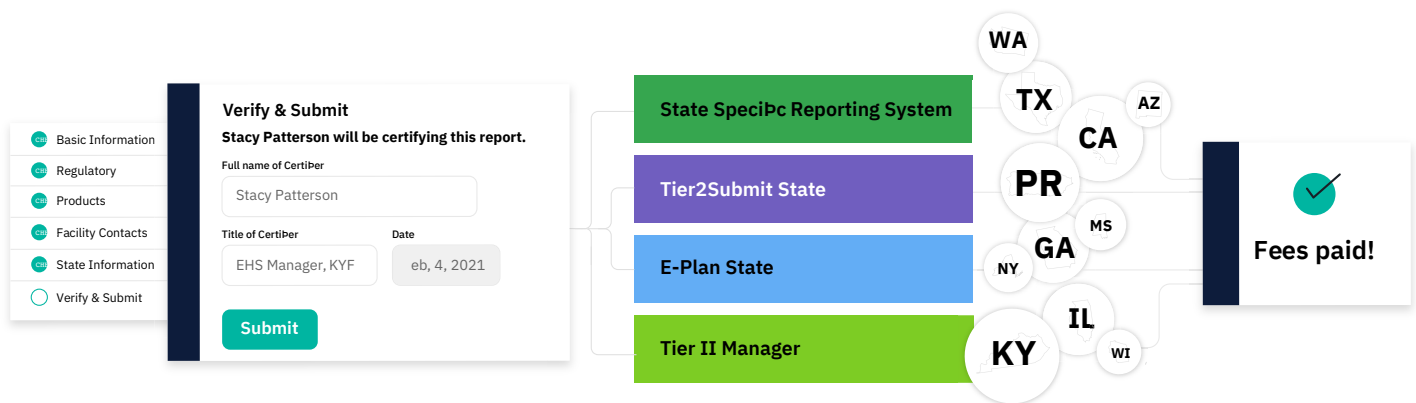 Basic Information
Regulatory
Products
Facility Contacts
State Information
Verify & Submit
Verify & Submit
Stacy Patterson will be certifying this report.
Full name of CertiÞer
Stacy Patterson
Title of CertiÞer
Date
EHS Manager, KYF
eb, 4, 2021
Submit
State SpeciÞc Reporting System
Tier2Submit State
E-Plan State
Tier II Manager
WA
TX
AZ
CA
PR
MS
GA
NY
IL
KY
WI
Fees paid!